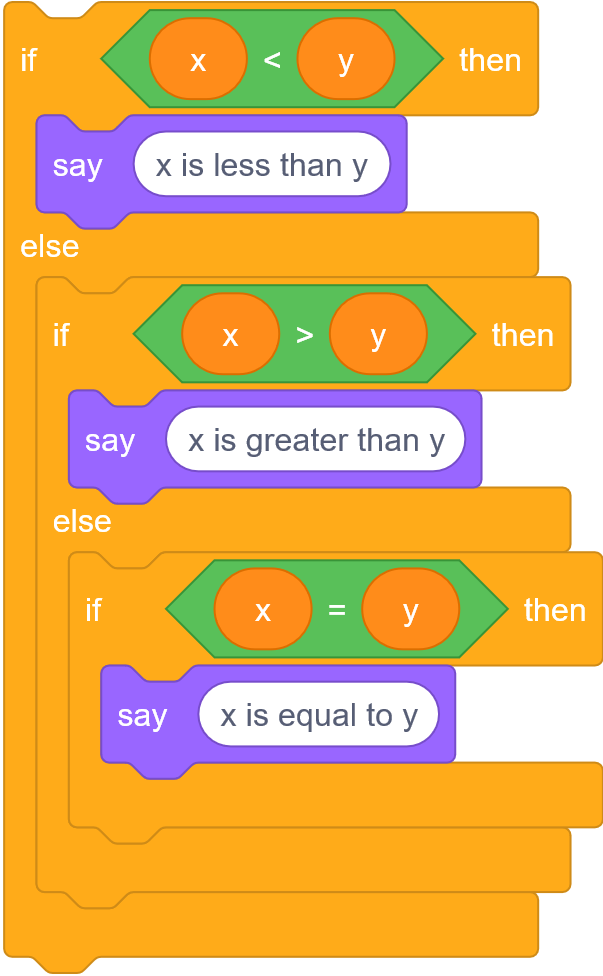 if x < y then
say x is less than y
else
if x > y then
say x is greater than y
else
if x = y then
say x is equal to y